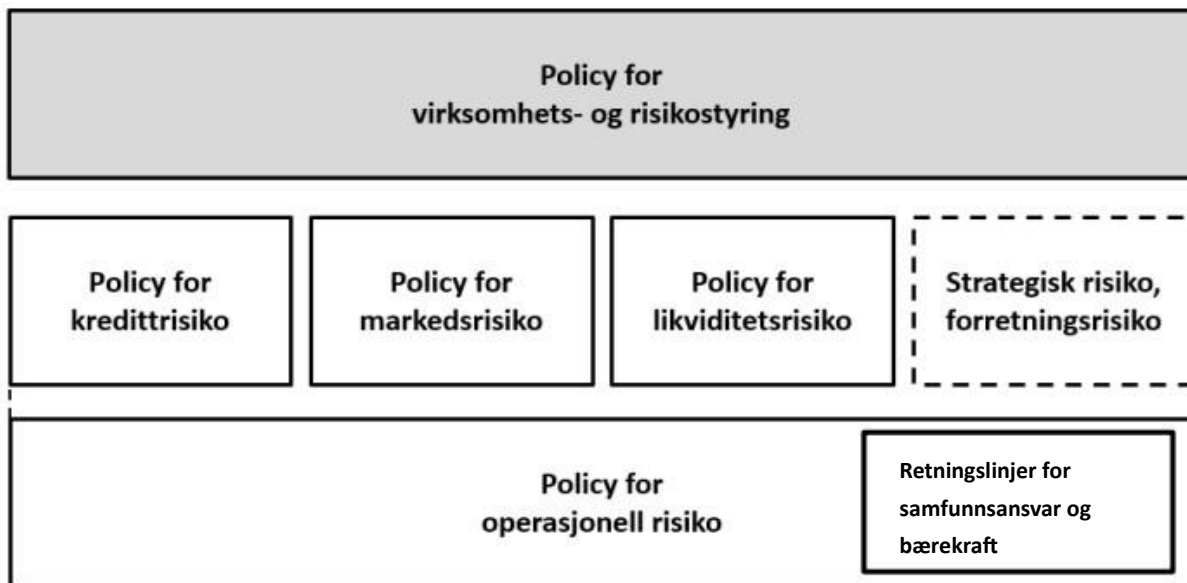 Policy for
virksomhets- og risikostyring
Policy for
kredittrisiko
Policy for
markedsrisiko
Policy for
likviditetsrisiko
Strategisk risiko,
forretningsrisiko
Policy for
operasjonell risiko
Retningslinjer for
samfunnsansvar og
bærekraft